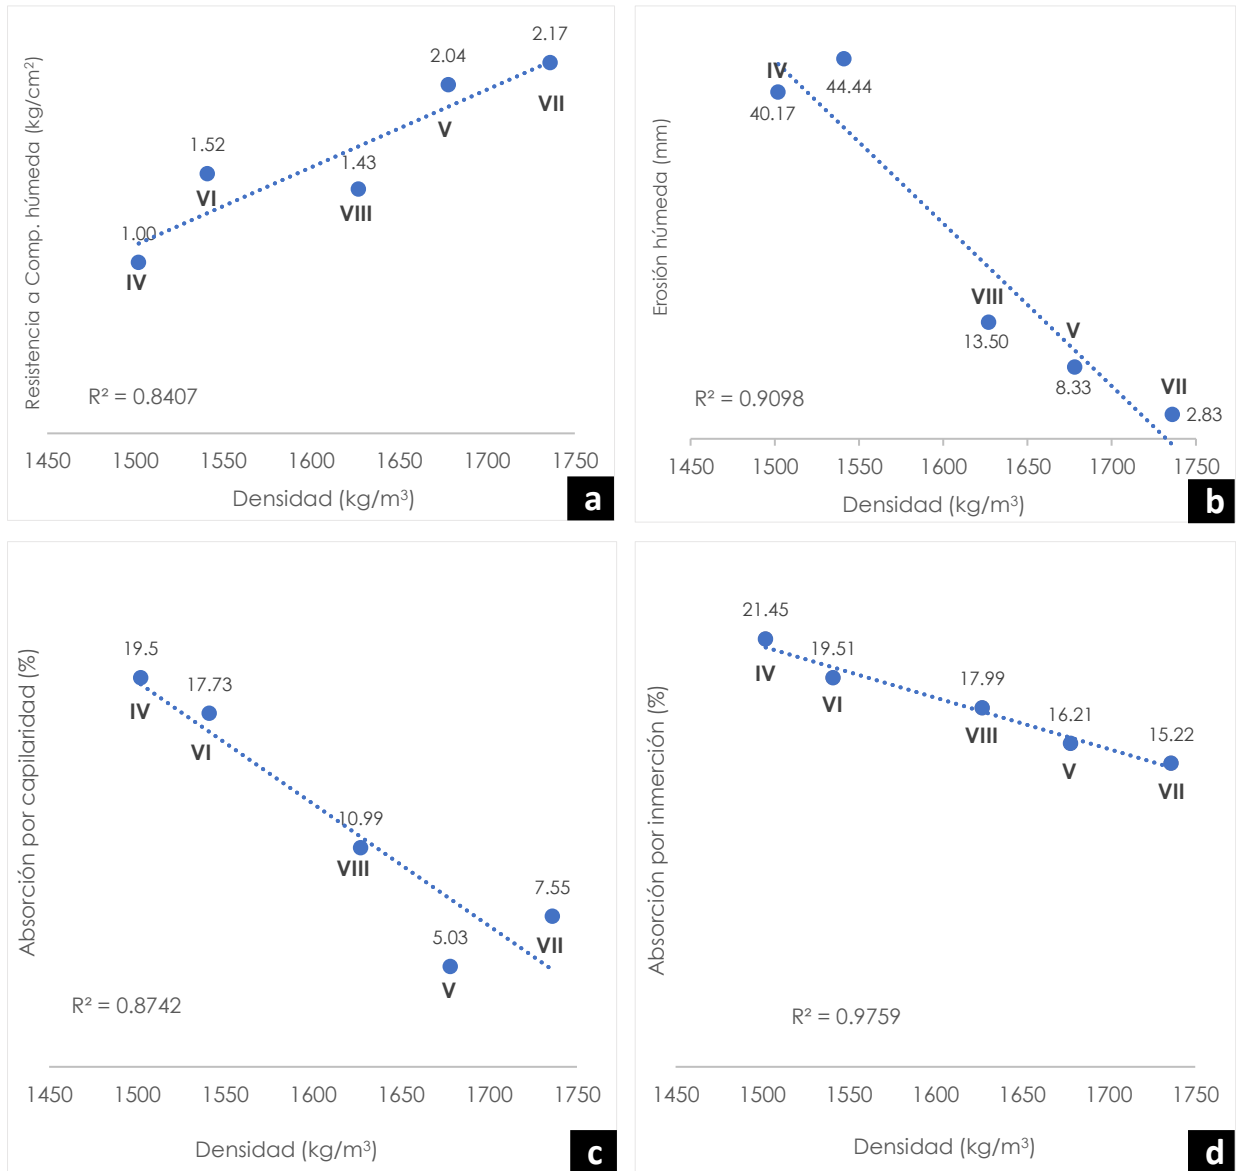 Resistencia a Comp. húmeda (kg/cm²)
2.17
2.04
VII
V
1.52
1.43
VI
VIII
1.00
IV
R² = 0.8407
1450 1500 1550 1600 1650 1700 1750
Densidad (kg/m³)
a
Erosión húmeda (mm)
IV
44.44
40.17
VIII
13.50
V
8.33
VII
2.83
R² = 0.9098
1450 1500 1550 1600 1650 1700 1750
Densidad (kg/m³)
b
Absorción por capilaridad (%)
19.5
17.73
IV
VI
10.99
VIII
7.55
5.03
VII
V
R² = 0.8742
1450 1500 1550 1600 1650 1700 1750
Densidad (kg/m³)
c
Absorción por inmerción (%)
21.45
19.51
IV
17.99
VI
16.21
VIII
15.22
V
VII
R² = 0.9759
1450 1500 1550 1600 1650 1700 1750
Densidad (kg/m³)
d